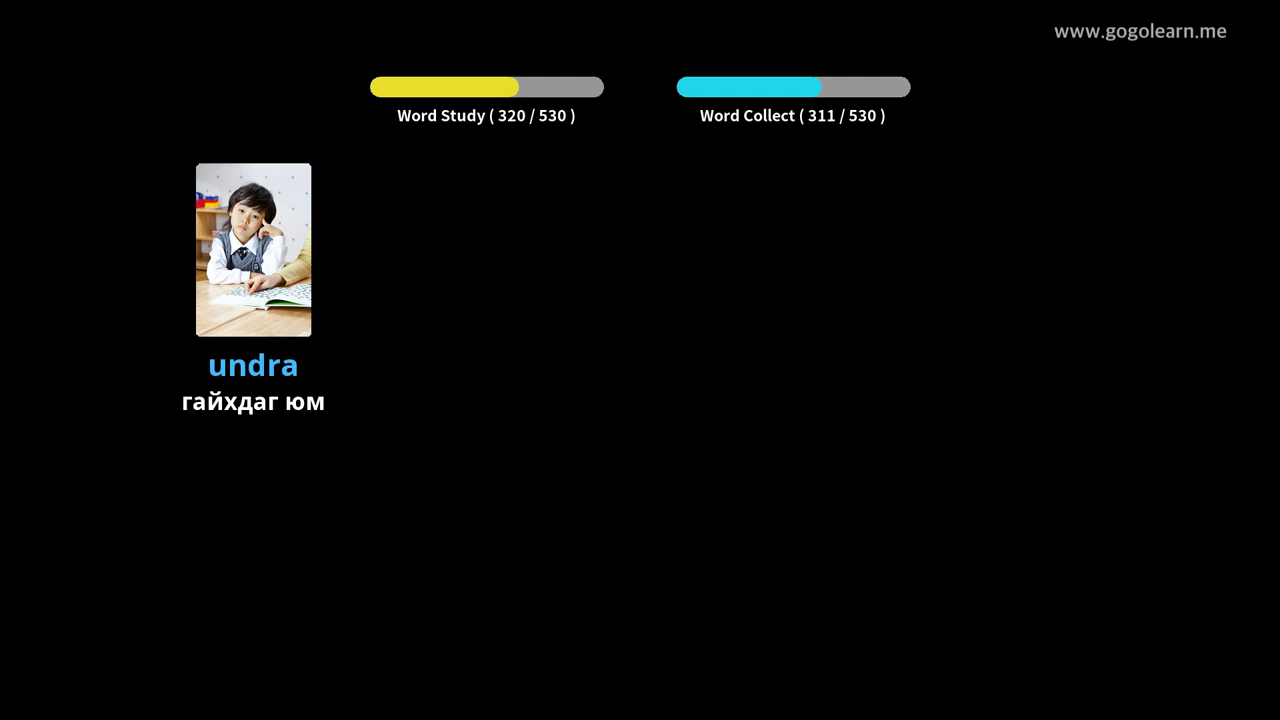 www.gogolearn.me
Word Study ( 320 / 530 )
Word Collect ( 311 / 530 )
undra
гайхдаг юм